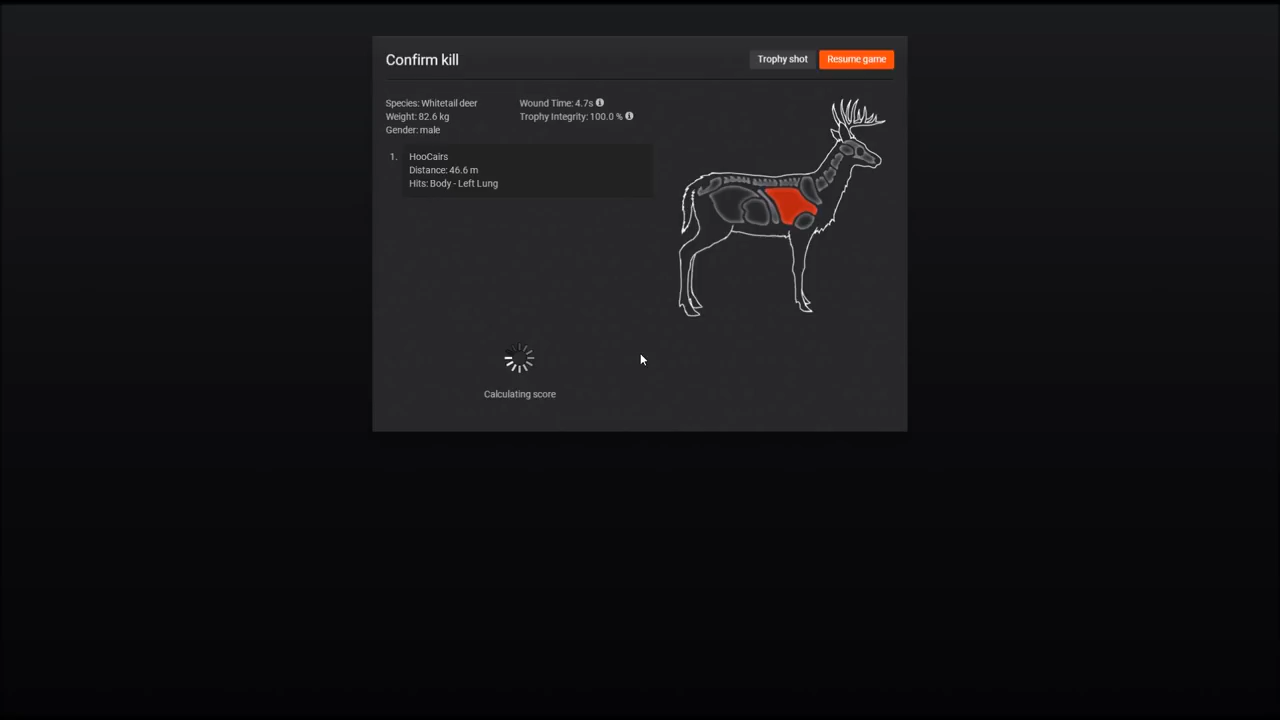 Confirm kill
Trophy shot
Resume game
Species: Whitetail deer
Weight: 82.6 kg
Gender: male
Wound Time: 4.7s
Trophy Integrity: 100.0 %
1.
HooCairs
Distance: 46.6 m
Hits: Body - Left Lung
Calculating score